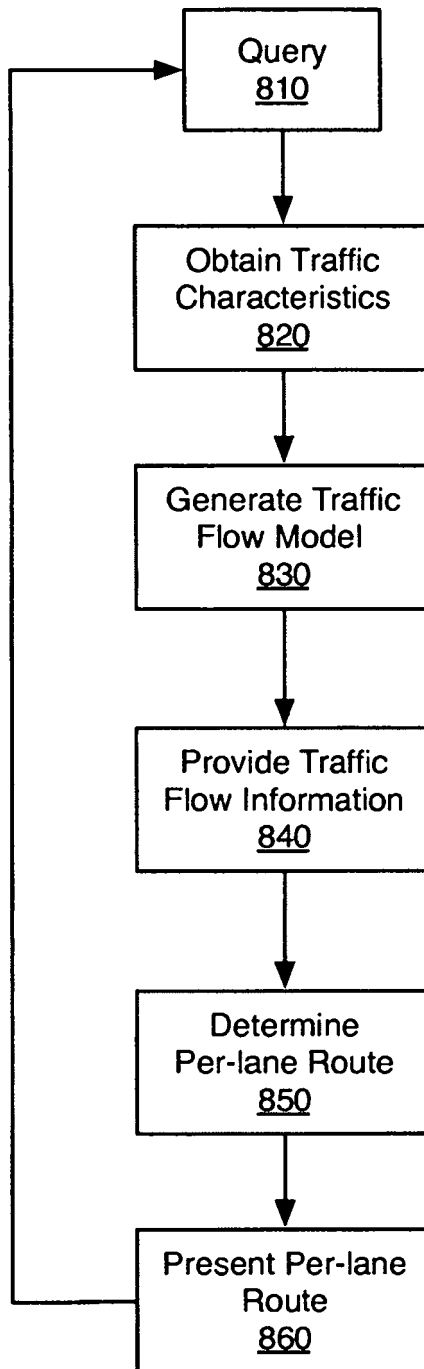 Query
810
Obtain Traffic
Characteristics
820
Generate Traffic
Flow Model
830
Provide Traffic
Flow Information
840
Determine
Per-lane Route
850
Present Per-lane
Route
860